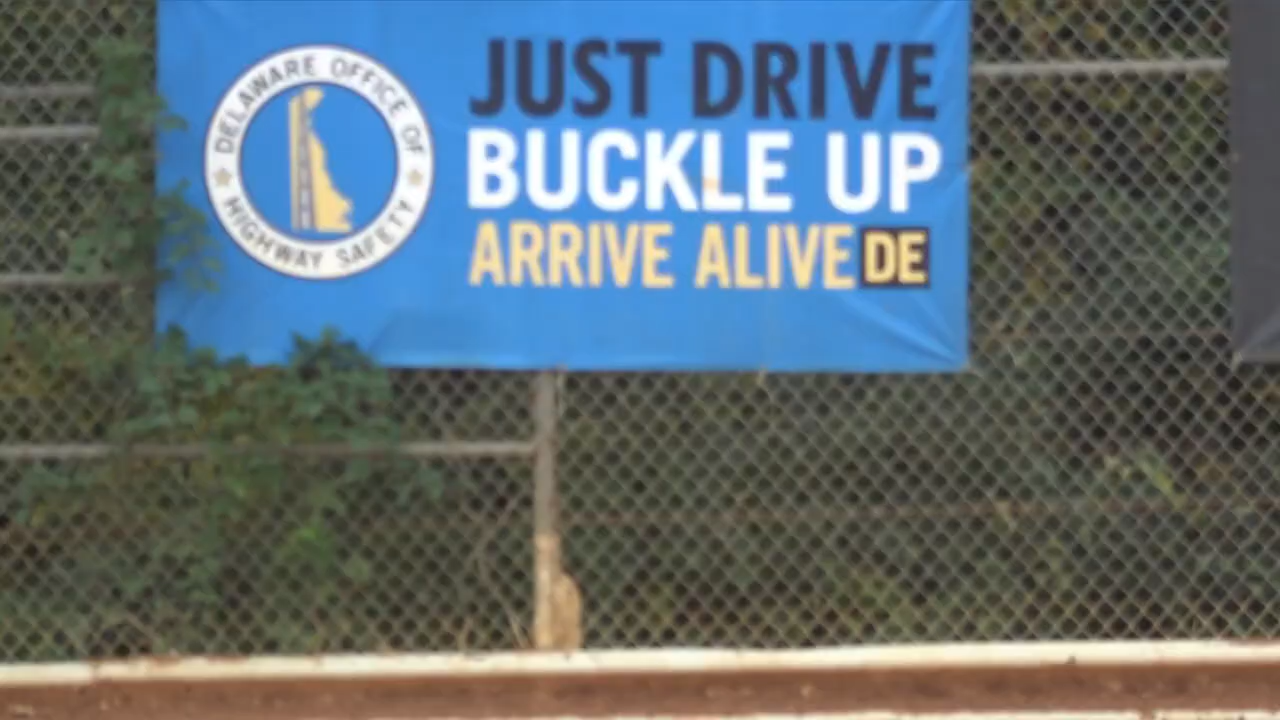 DELAWARE OFFICE OF
HIGHWAY SAFETY
JUST DRIVE
BUCKLE UP
ARRIVE ALIVE DE